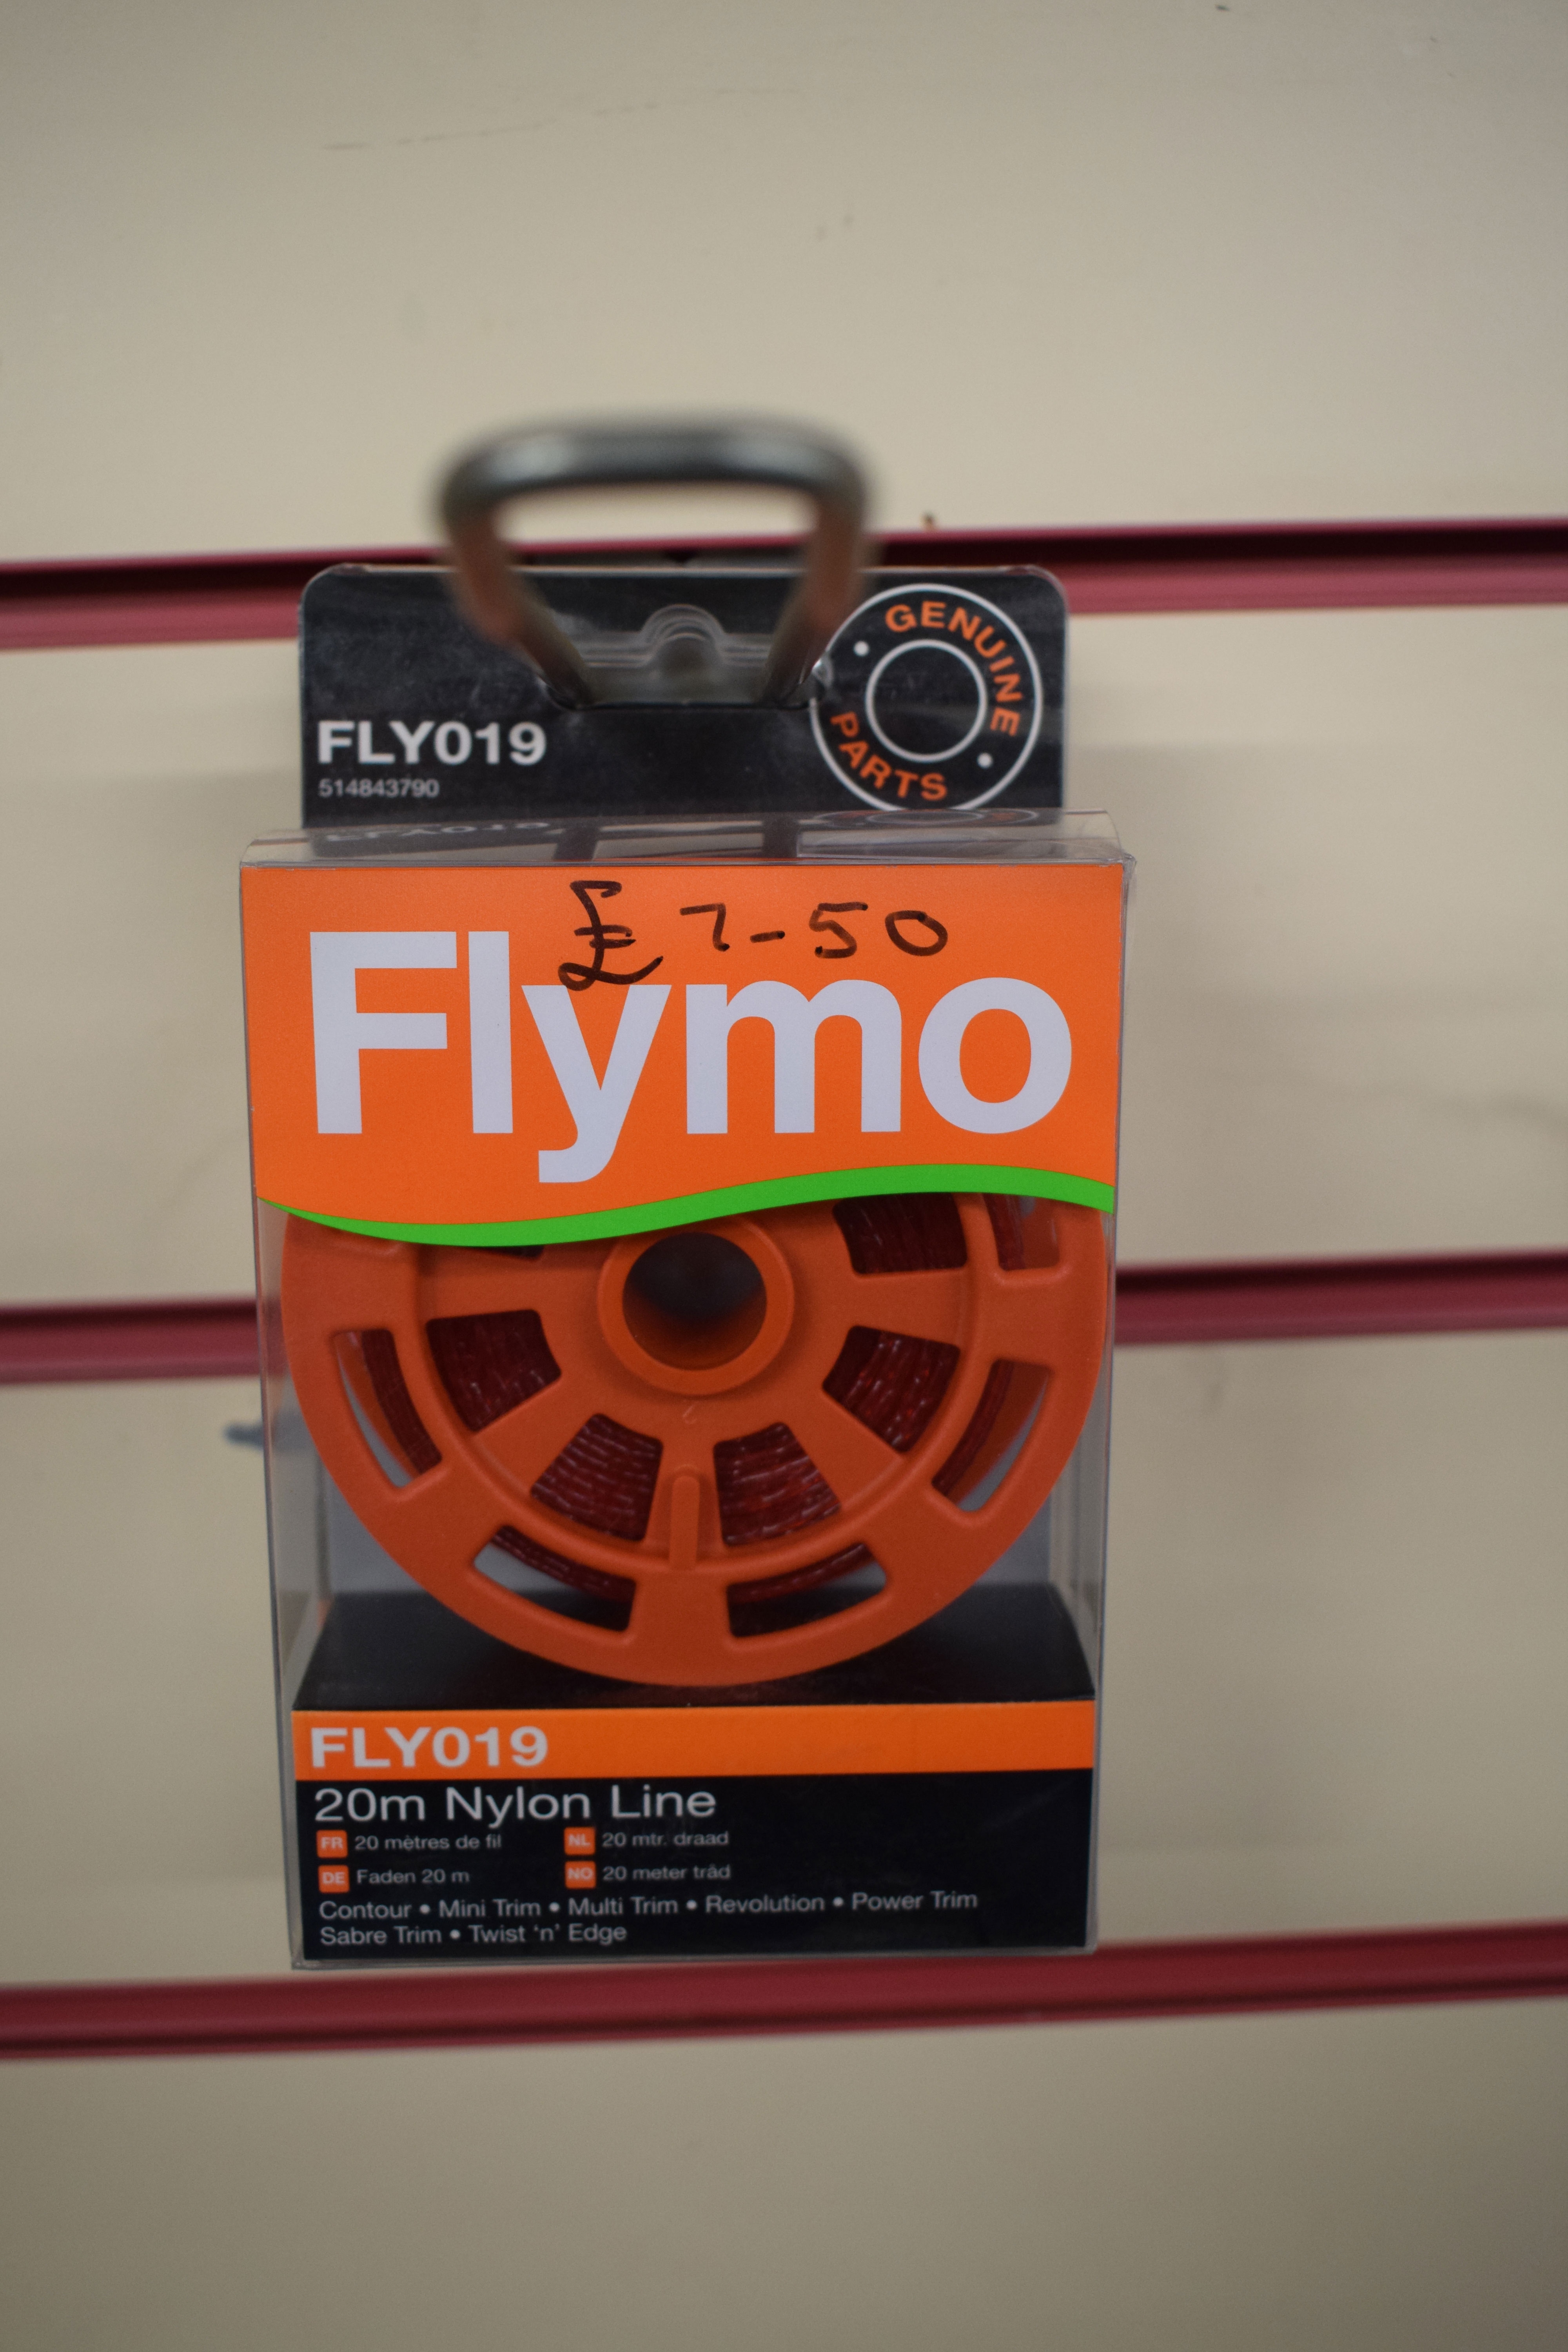 GENUINE PARTS
FLY019
514843790
£7-50
Flymo
FLY019
20m Nylon Line
FR 20 mètres de fil
NL 20 mtr. draad
DE Faden 20 m
NO 20 meter tråd
Contour • Mini Trim • Multi Trim • Revolution • Power Trim
Sabre Trim • Twist ‘n’ Edge